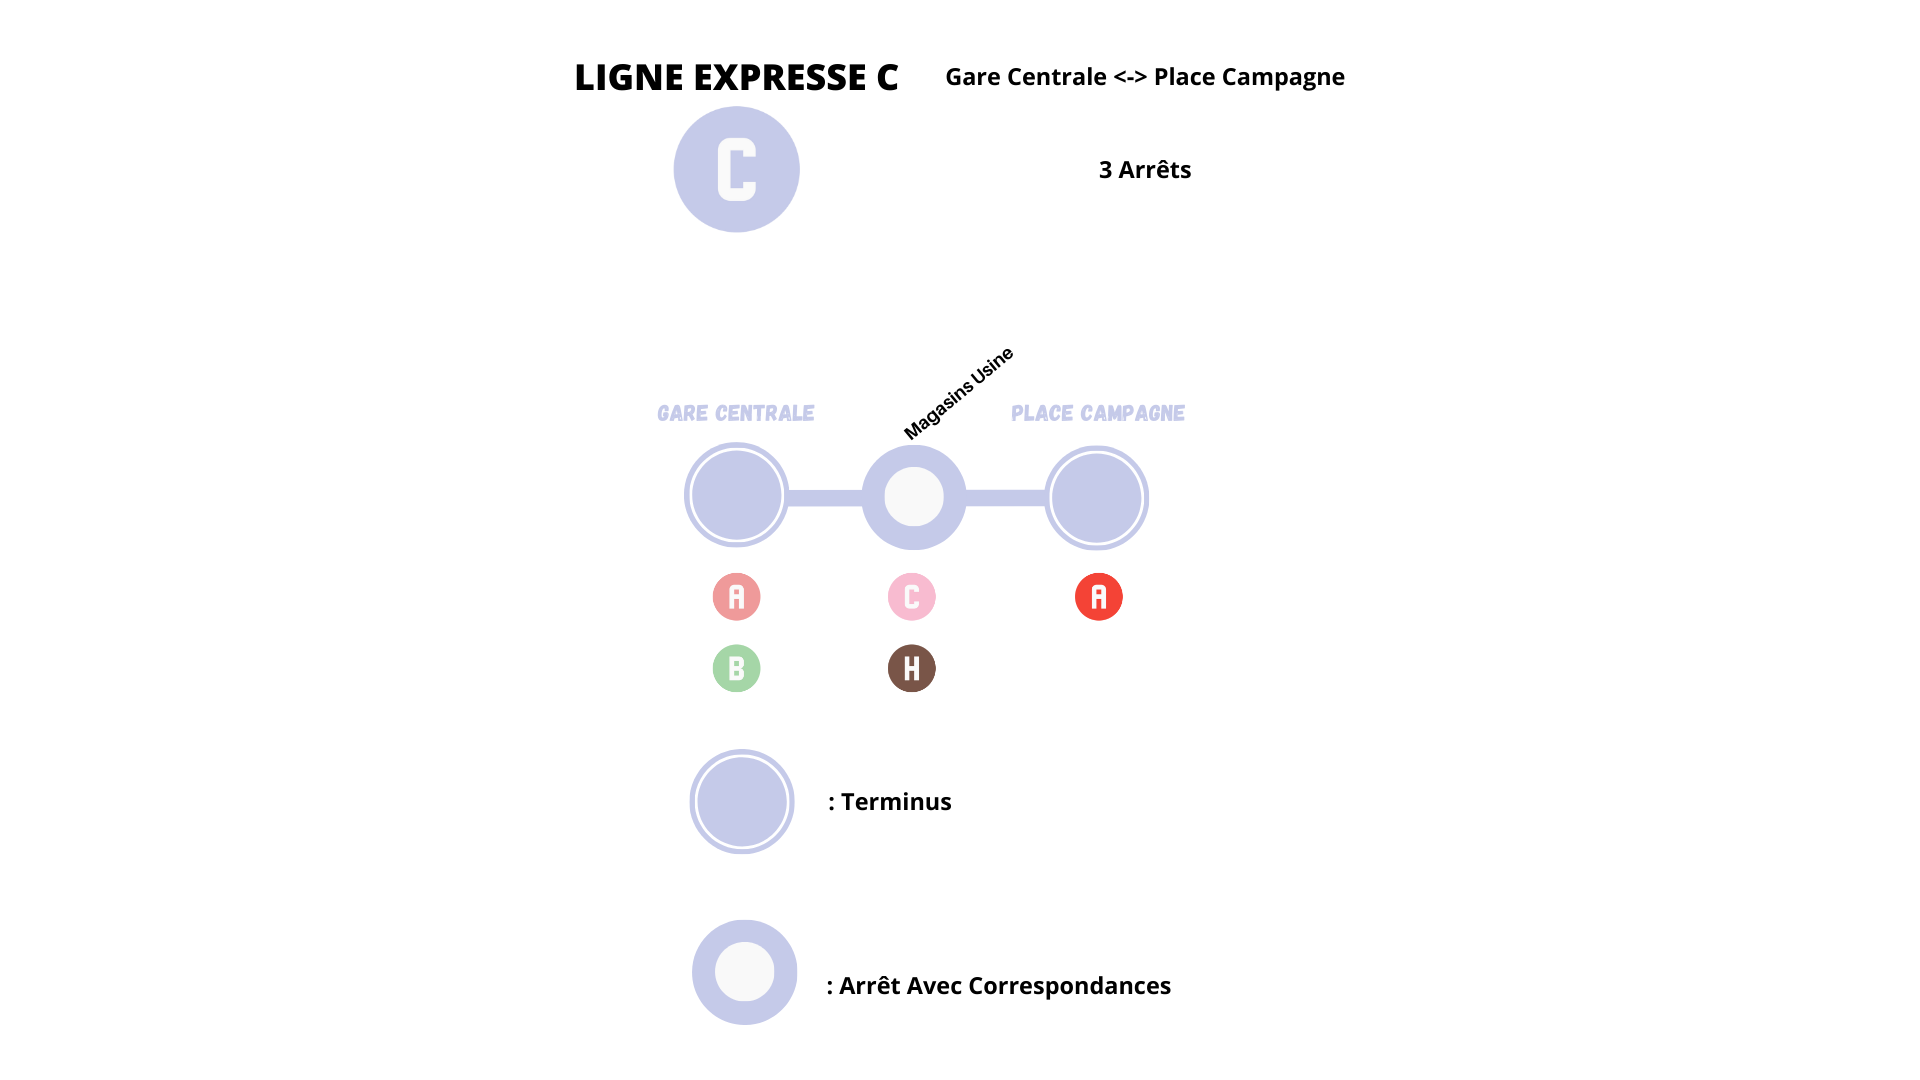 LIGNE EXPRESSE C
Gare Centrale <-> Place Campagne
C
3 Arrêts
Magasins Usine
GARE CENTRALE
PLACE CAMPAGNE
A
C
A
B
H
: Terminus
: Arrêt Avec Correspondances